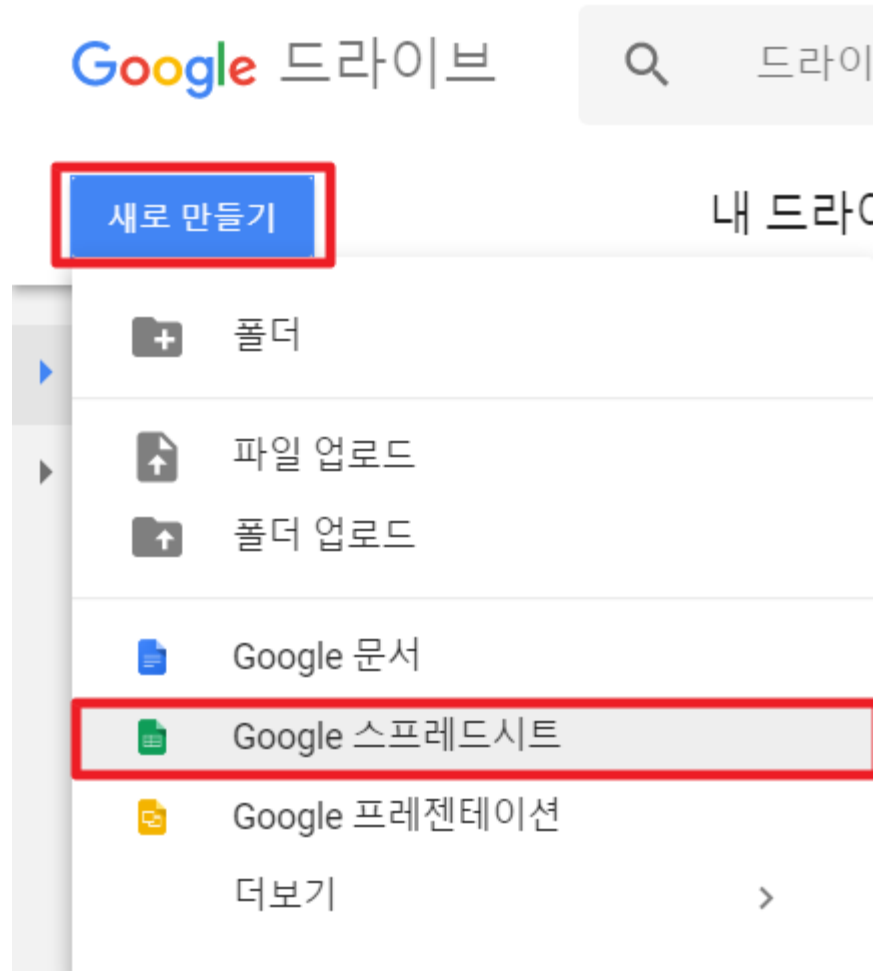 Google 드라이브
드라이
새로 만들기
내 드라이
폴더
파일 업로드
폴더 업로드
Google 문서
Google 스프레드시트
Google 프레젠테이션
더보기